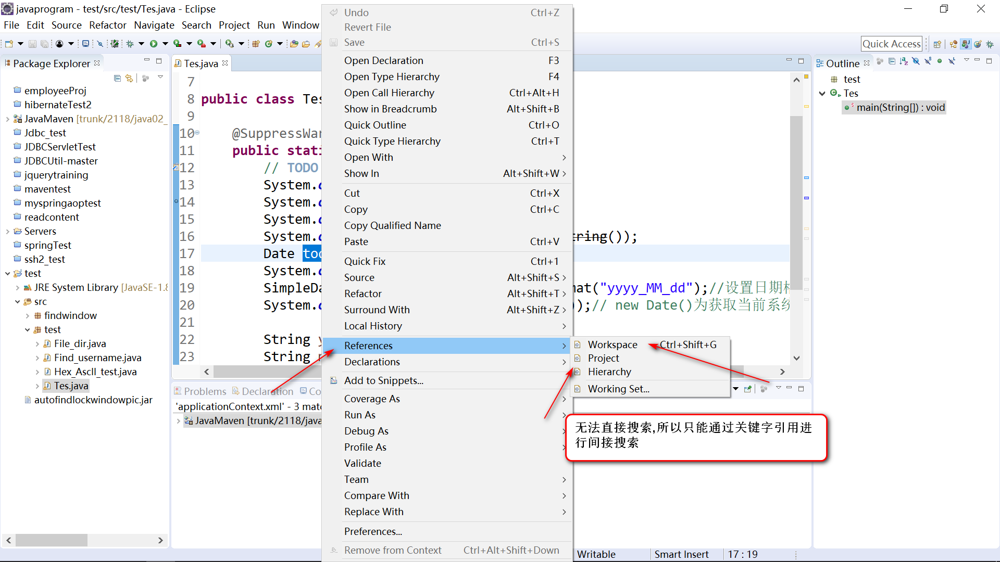 javaprogram - test/src/test/Tes.java - Eclipse
File Edit Source Refactor Navigate Search Project Run Window
Quick Access
Package Explorer
employeeProj
hibernateTest2
JavaMaven [trunk/2118/java02_
Jdbc_test
JDBCServletTest
JDBCUtil-master
jquerytraining
maventest
myspringaoptest
readcontent
Servers
springTest
ssh2_test
test
JRE System Library [JavaSE-1.8
src
findwindow
test
File_dir.java
Find_username.java
Hex_AscII_test.java
Tes.java
autofindlockwindowpic.jar
Tes.java
7
8 public class Tes
9
10 @SuppressWar
11 public stati
12 // TODO
13 System.
14 System.
15 System.
16 System. tring());
17 Date tod
18 System.
19 SimpleDa mat("yyyy_MM_dd");//设置日期格
20 System. ));// new Date()为获取当前系统
21
22 String y
23 String
Undo Ctrl+Z
Revert File
Save Ctrl+S
Open Declaration F3
Open Type Hierarchy F4
Open Call Hierarchy Ctrl+Alt+H
Show in Breadcrumb Alt+Shift+B
Quick Outline Ctrl+O
Quick Type Hierarchy Ctrl+T
Open With
Show In Alt+Shift+W
Cut Ctrl+X
Copy Ctrl+C
Copy Qualified Name
Paste Ctrl+V
Quick Fix Ctrl+1
Source Alt+Shift+S
Refactor Alt+Shift+T
Surround With Alt+Shift+Z
Local History
References
Declarations
Add to Snippets...
Coverage As
Run As
Debug As
Profile As
Validate
Team
Compare With
Replace With
Preferences...
Remove from Context Ctrl+Alt+Shift+Down
Workspace Ctrl+Shift+G
Project
Hierarchy
Working Set...
无法直接搜索,所以只能通过关键字引用进
行间接搜索
Outline
test
Tes
main(String[]) : void
Problems Declaration Co
'applicationContext.xml' - 3 matc
JavaMaven [trunk/2118/java
Writable Smart Insert 17 : 19